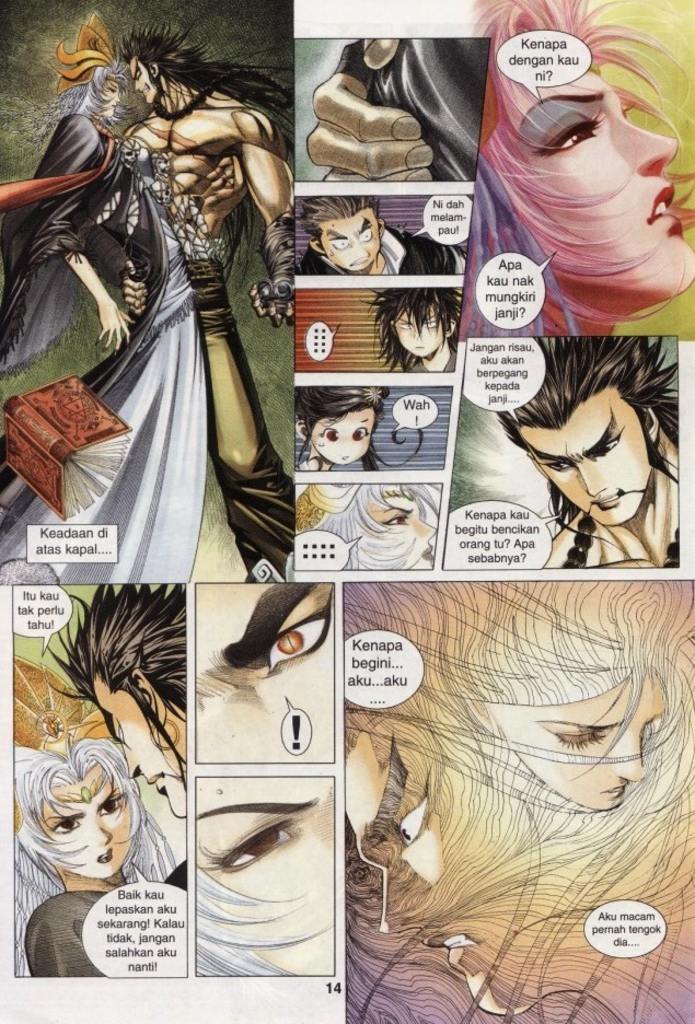 Keadaan di
atas kapal....
Kenapa
dengan kau
ni?
Apa
kau nak
mungkiri
janji?
Ni dah
melam-
pau!
Wah
!
Jangan risau,
aku akan
berpegang
kepada
janji....
Kenapa kau
begitu bencikan
orang tu? Apa
sebabnya?
Itu kau
tak perlu
tahu!
Baik kau
lepaskan aku
sekarang! Kalau
tidak, jangan
salahkan aku
nanti!
!
Kenapa
begini...
aku...aku
....
Aku macam
pernah tengok
dia....
14